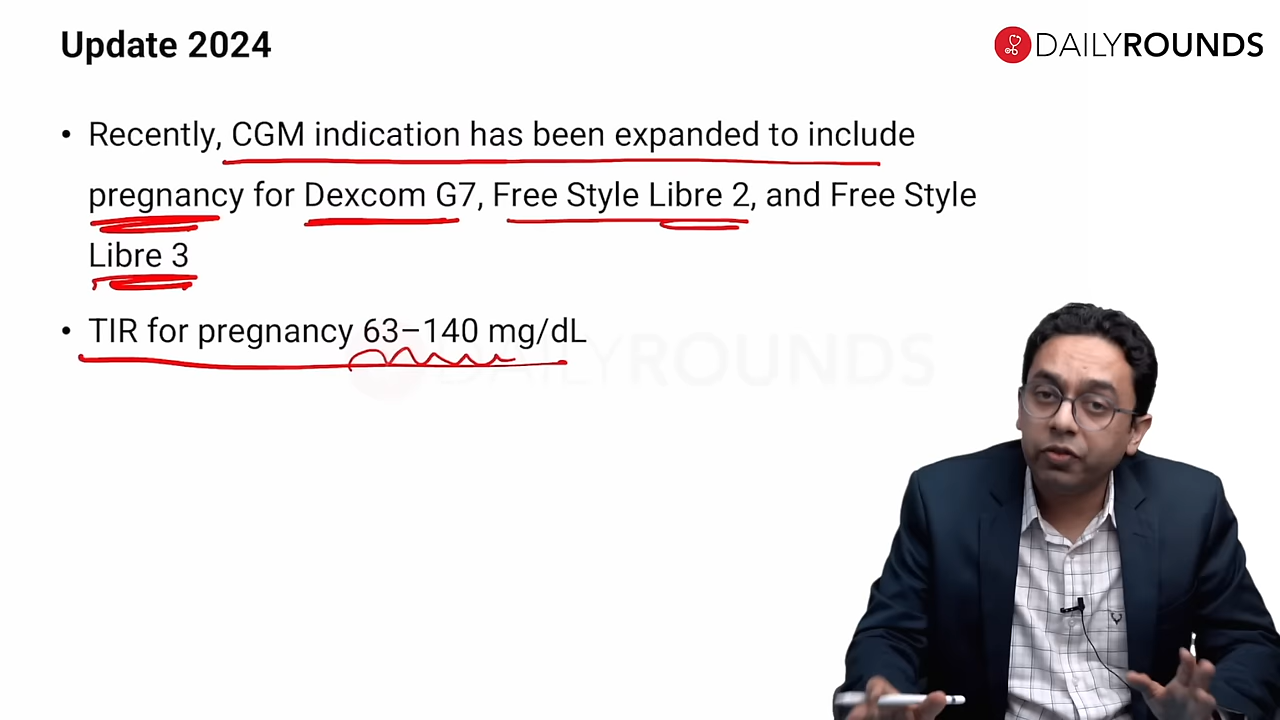 Update 2024
DAILYROUNDS
• Recently, CGM indication has been expanded to include
pregnancy for Dexcom G7, Free Style Libre 2, and Free Style
Libre 3
• TIR for pregnancy 63–140 mg/dL
DAILYROUNDS